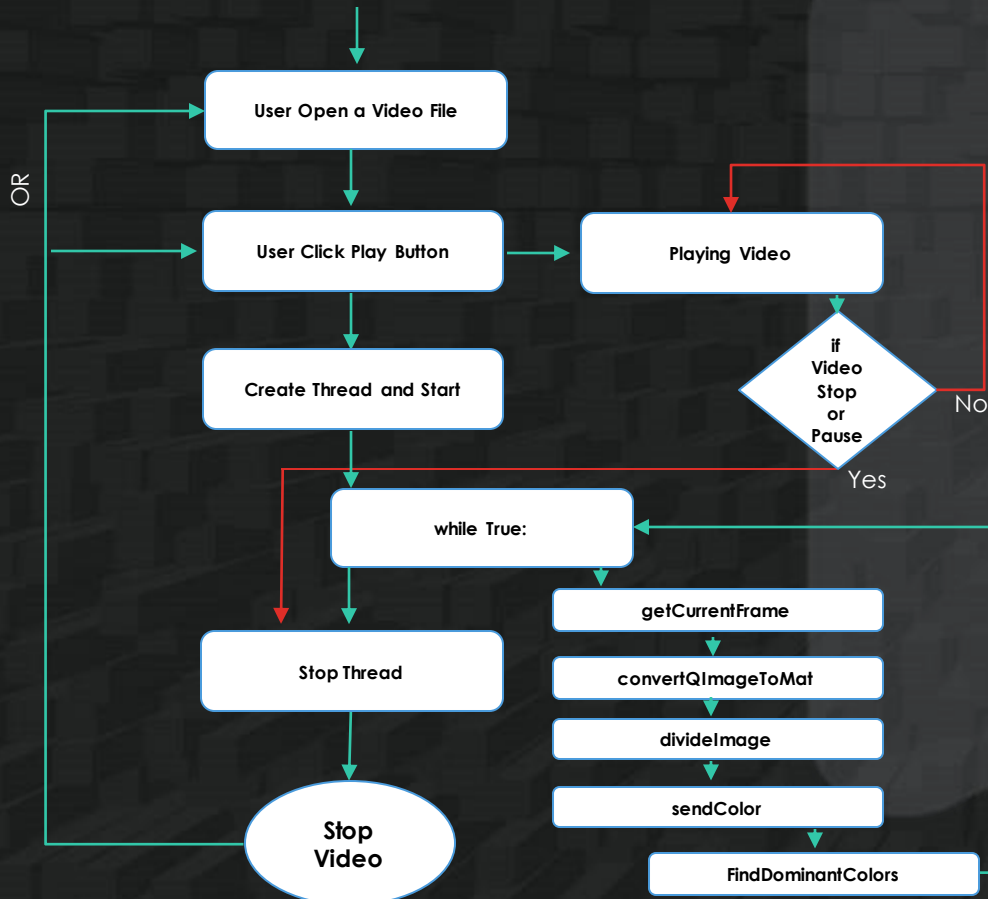 User Open a Video File
OR
User Click Play Button
Playing Video
if
Video
Stop
or
Pause
Create Thread and Start
No
Yes
while True:
getCurrentFrame
convertQImageToMat
Stop Thread
divideImage
sendColor
Stop
Video
FindDominantColors